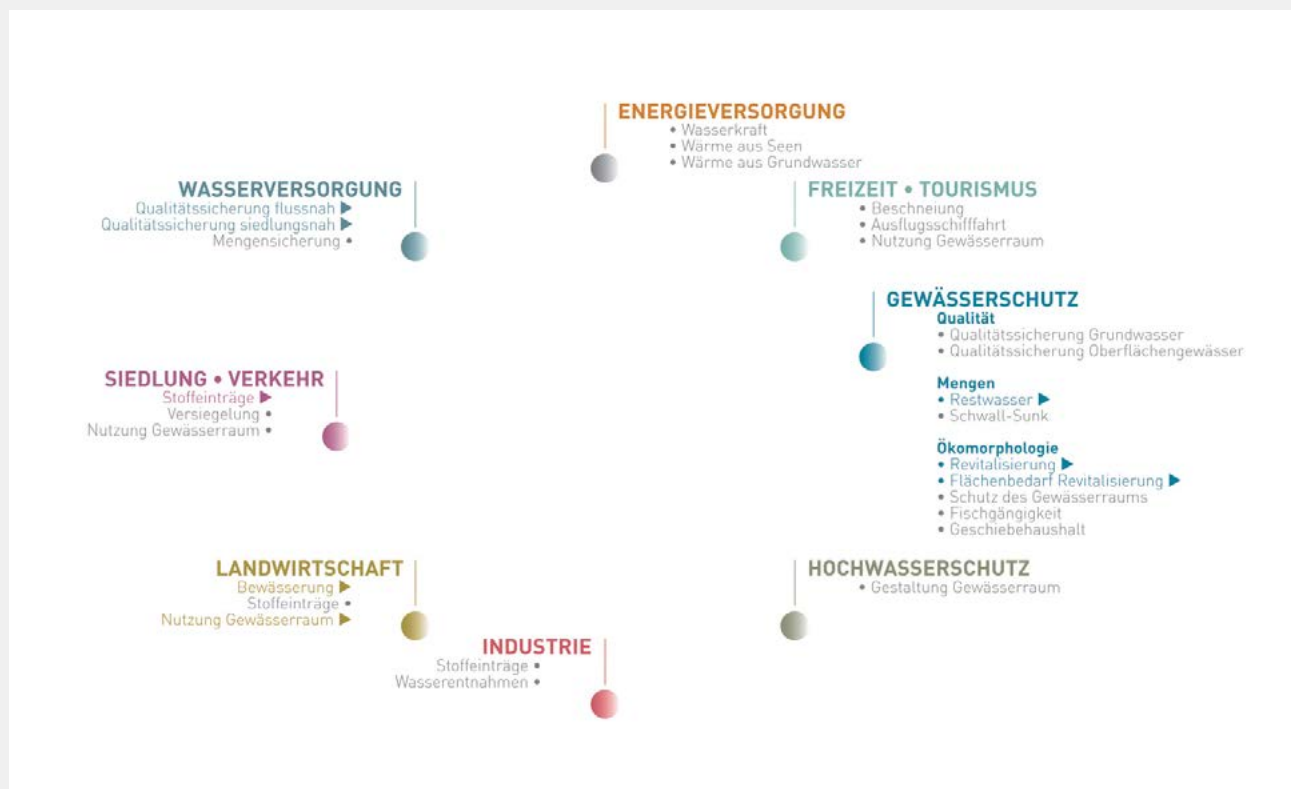 ENERGIEVERSORGUNG
• Wasserkraft
• Wärme aus Seen
• Wärme aus Grundwasser
WASSERVERSORGUNG
Qualitätssicherung flussnah ▶
Qualitätssicherung siedlungsnah ▶
Mengensicherung •
FREIZEIT • TOURISMUS
• Beschneiung
• Ausflugsschifffahrt
• Nutzung Gewässerraum
GEWÄSSERSCHUTZ
Qualität
• Qualitätssicherung Grundwasser
• Qualitätssicherung Oberflächengewässer
Mengen
• Restwasser ▶
• Schwall-Sunk
Ökomorphologie
• Revitalisierung ▶
• Flächenbedarf Revitalisierung ▶
• Schutz des Gewässerraums
• Fischgängigkeit
• Geschiebehaushalt
SIEDLUNG • VERKEHR
Stoffeinträge ▶
Versiegelung •
Nutzung Gewässerraum •
LANDWIRTSCHAFT
Bewässerung ▶
Stoffeinträge •
Nutzung Gewässerraum ▶
HOCHWASSERSCHUTZ
• Gestaltung Gewässerraum
INDUSTRIE
Stoffeinträge •
Wasserentnahmen •